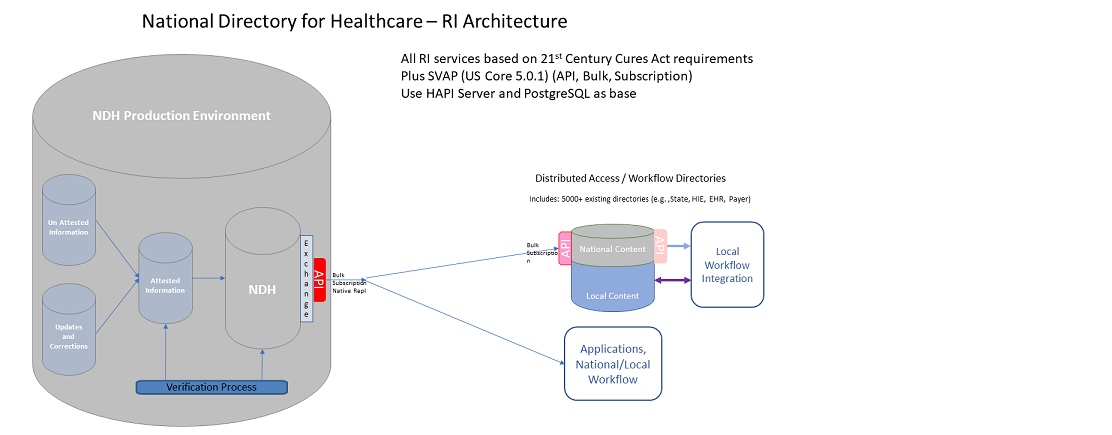 National Directory for Healthcare – RI Architecture
All RI services based on 21st Century Cures Act requirements
Plus SVAP (US Core 5.0.1) (API, Bulk, Subscription)
Use HAPI Server and PostgreSQL as base
NDH Production Environment
Un Attested
Information
Updates
and
Corrections
Attested
Information
NDH
Exchange
API
Verification Process
Bulk
Subscription
Native Repl
Distributed Access / Workflow Directories
Includes: 5000+ existing directories (e.g.,State, HIE, EHR, Payer)
Bulk
Subscriptio
n
API
National Content
API
Local Content
Local
Workflow
Integration
Applications,
National/Local
Workflow